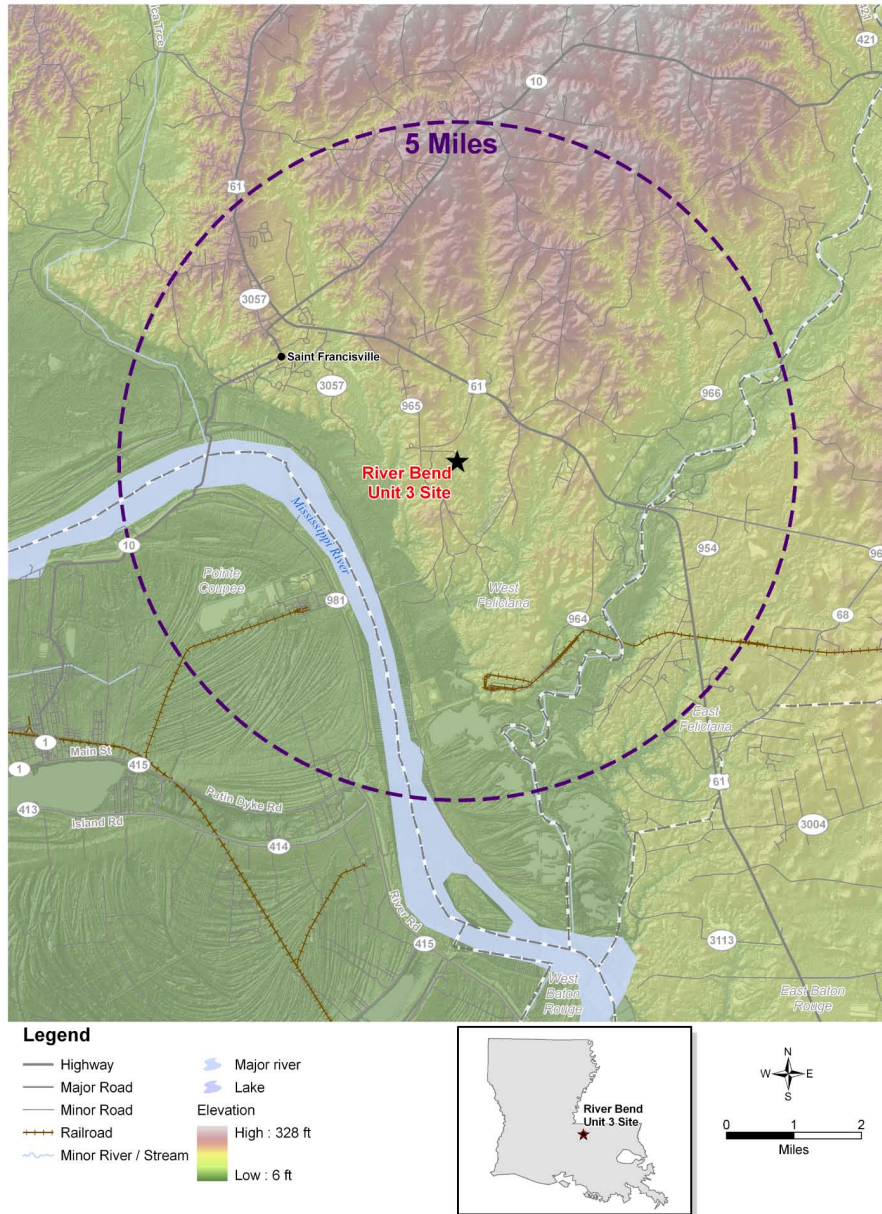 421
421
10
5 Miles
61
3057
Saint Francisville
3057
61
965
966
River Bend
Unit 3 Site
Mississippi River
10
954
Pointe
Coupee
981
West
Feliciana
964
68
East
Feliciana
1
Main St
415
1
61
Patin Dyke Rd
413
Island Rd
414
3004
River Rd
415
3113
West
Baton
Rouge
East Baton
Rouge
Legend
Highway
Major Road
Minor Road
Railroad
Minor River / Stream
Major river
Lake
Elevation
High : 328 ft
Low : 6 ft
River Bend
Unit 3 Site
N
W E
S
0 1 2
Miles